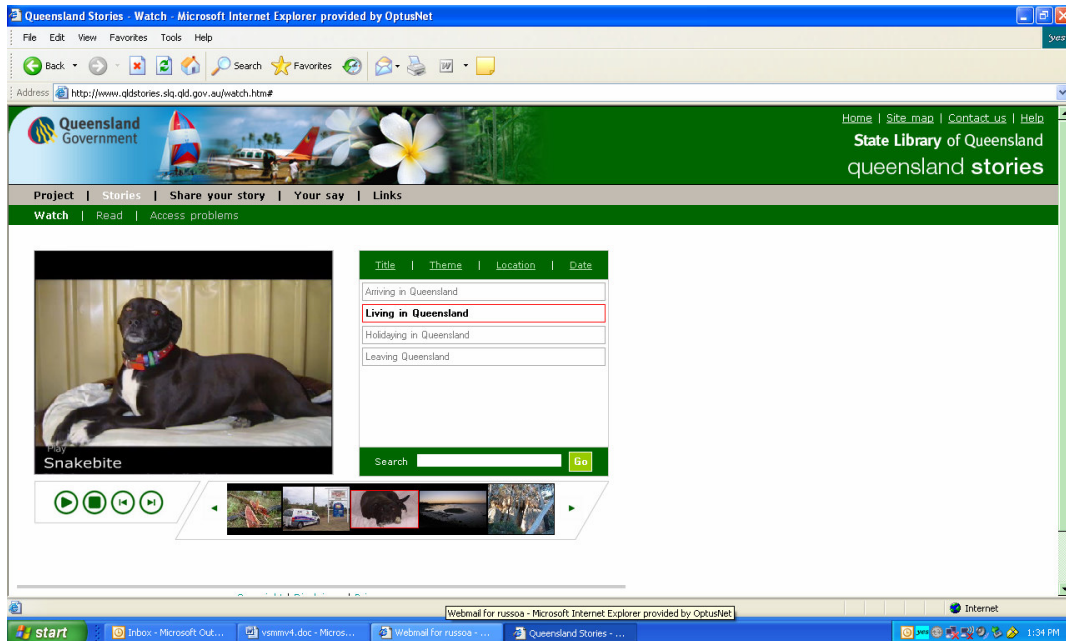 Queensland Stories - Watch - Microsoft Internet Explorer provided by OptusNet
File Edit View Favorites Tools Help
yes
Back Search Favorites
Address http://www.qldstories.slq.qld.gov.au/watch.htm#
Queensland
Government
Home | Site map | Contact us | Help
State Library of Queensland
queensland stories
Project | Stories | Share your story | Your say | Links
Watch | Read | Access problems
Title | Theme | Location | Date
Arriving in Queensland
Living in Queensland
Holidaying in Queensland
Leaving Queensland
Play
Snakebite
Search Go
Webmail for russoa - Microsoft Internet Explorer provided by OptusNet
Internet
start Inbox - Microsoft Out... vsmmv4.doc - Micros... Webmail for russoa - ... Queensland Stories - ... yes 1:34 PM